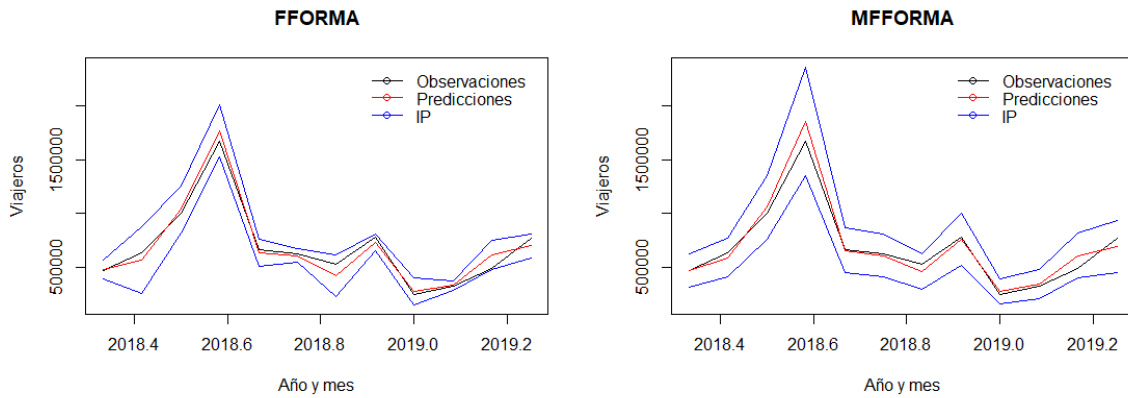 FFORMA
Observaciones
Predicciones
IP
Viajeros
1500000
500000
2018.4 2018.6 2018.8 2019.0 2019.2
Año y mes
MFFORMA
Observaciones
Predicciones
IP
Viajeros
1500000
500000
2018.4 2018.6 2018.8 2019.0 2019.2
Año y mes